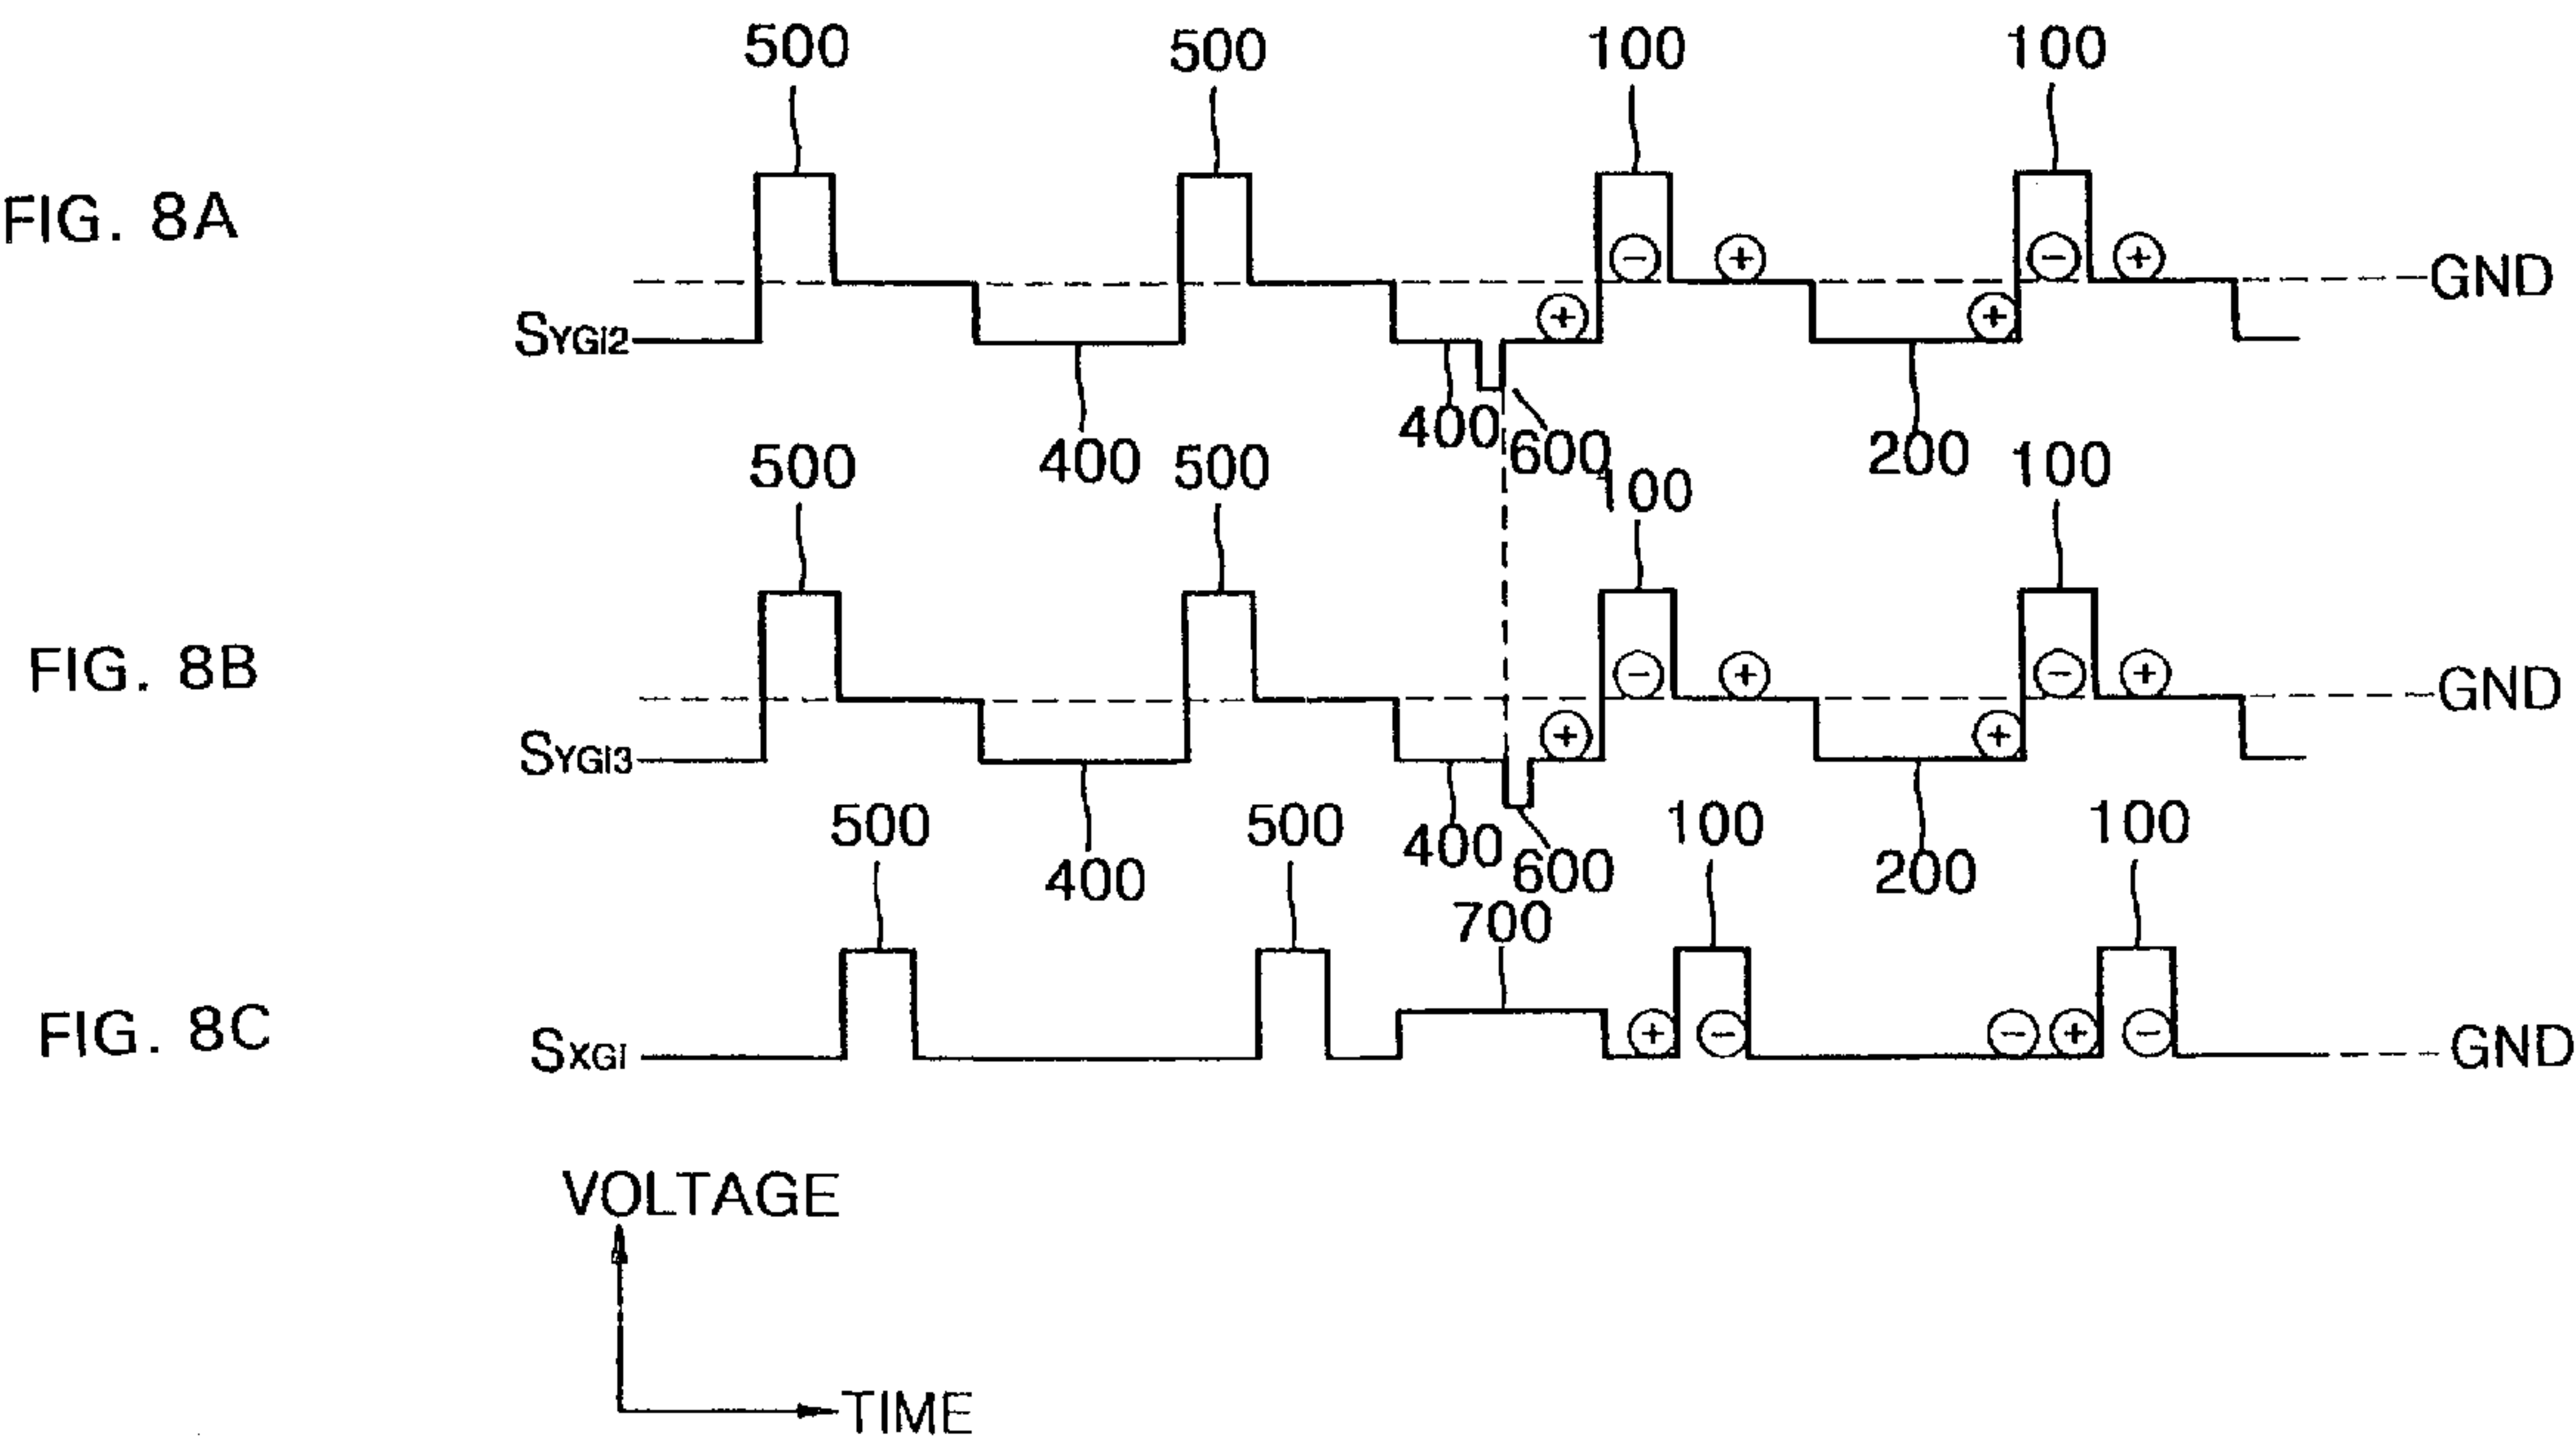 500 500 100 100
FIG. 8A
⊖ ⊕ ⊖ ⊕
GND
⊕ ⊕
SYGi2
400 600 200
400
500 500 100 100
FIG. 8B
⊖ ⊕ ⊖ ⊕
GND
⊕ ⊕
SYGi3
400 600 200
400
500 500 700 100 100
FIG. 8C
SXGi
⊕ ⊖ ⊖ ⊕ ⊖
GND
VOLTAGE
TIME